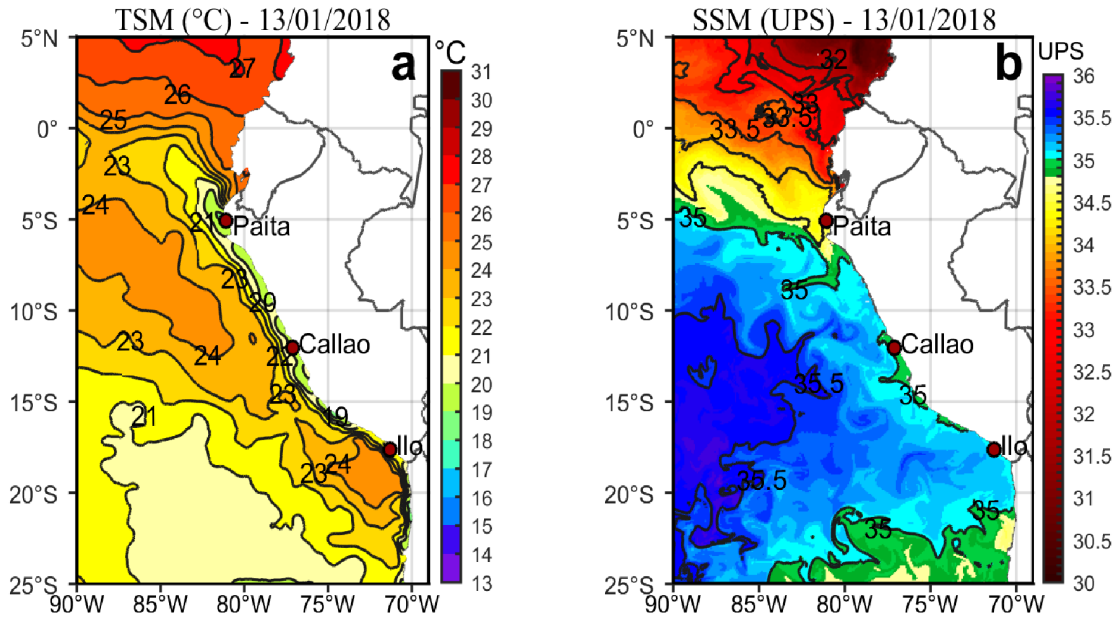 TSM (°C) - 13/01/2018
a
5°N
0°
5°S
10°S
15°S
20°S
25°S
90°W
85°W
80°W
75°W
70°W
27
26
25
23
24
21
Paita
23
20
Callao
23
24
22
23
19
21
Ilo
24
23
°C
31
30
29
28
27
26
25
24
23
22
21
20
19
18
17
16
15
14
13
SSM (UPS) - 13/01/2018
b
5°N
0°
5°S
10°S
15°S
20°S
25°S
90°W
85°W
80°W
75°W
70°W
32
33
33.5
33.5
35
Paita
35
Callao
35.5
35
Ilo
35.5
35
35
UPS
36
35.5
35
34.5
34
33.5
33
32.5
32
31.5
31
30.5
30